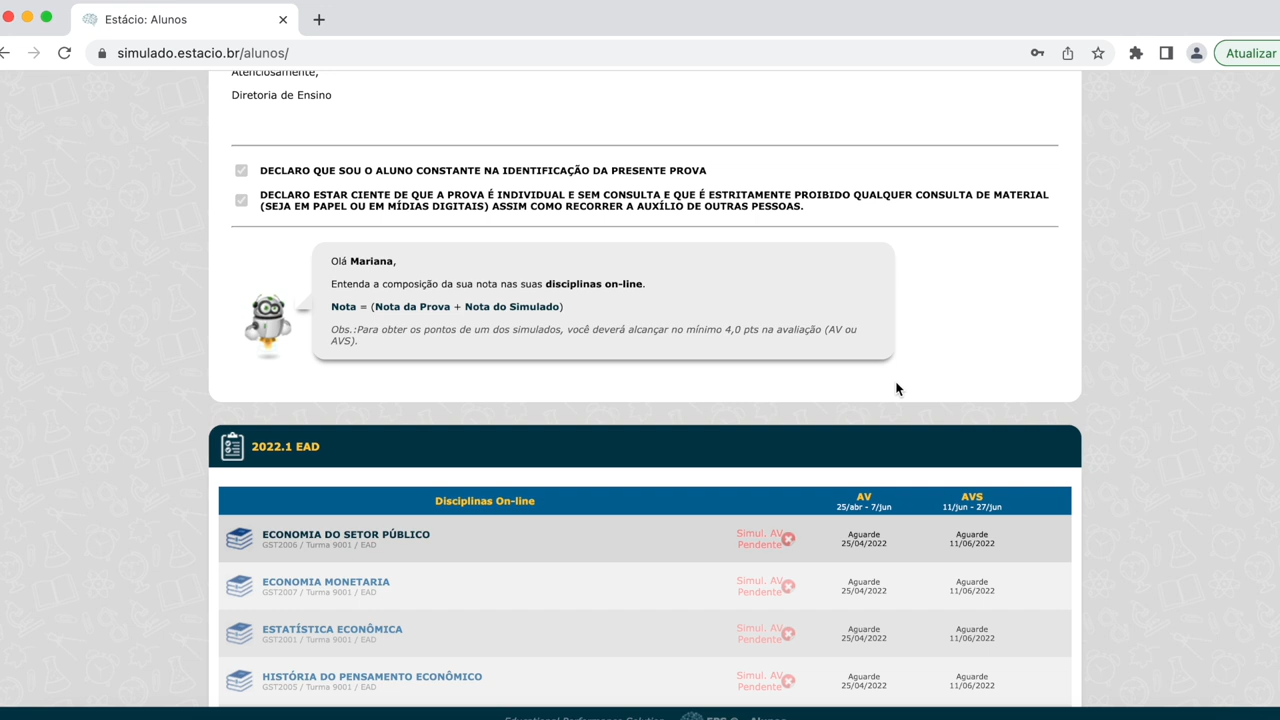 Estácio: Alunos
simulado.estacio.br/alunos/
Atualizar
Atenciosamente,
Diretoria de Ensino
DECLARO QUE SOU O ALUNO CONSTANTE NA IDENTIFICAÇÃO DA PRESENTE PROVA
DECLARO ESTAR CIENTE DE QUE A PROVA É INDIVIDUAL E SEM CONSULTA E QUE É ESTRITAMENTE PROIBIDO QUALQUER CONSULTA DE MATERIAL
(SEJA EM PAPEL OU EM MÍDIAS DIGITAIS) ASSIM COMO RECORRER A AUXÍLIO DE OUTRAS PESSOAS.
Olá Mariana,
Entenda a composição da sua nota nas suas disciplinas on-line.
Nota = (Nota da Prova + Nota do Simulado)
Obs.:Para obter os pontos de um dos simulados, você deverá alcançar no mínimo 4,0 pts na avaliação (AV ou
AVS).
2022.1 EAD
Disciplinas On-line AV AVS
25/abr - 7/jun 11/jun - 27/jun
ECONOMIA DO SETOR PÚBLICO Simul. AV Aguarde Aguarde
GST2006 / Turma 9001 / EAD Pendente 25/04/2022 11/06/2022
ECONOMIA MONETARIA Simul. AV Aguarde Aguarde
GST2007 / Turma 9001 / EAD Pendente 25/04/2022 11/06/2022
ESTATÍSTICA ECONÔMICA Simul. AV Aguarde Aguarde
GST2001 / Turma 9001 / EAD Pendente 25/04/2022 11/06/2022
HISTÓRIA DO PENSAMENTO ECONÔMICO Simul. AV Aguarde Aguarde
GST2005 / Turma 9001 / EAD Pendente 25/04/2022 11/06/2022